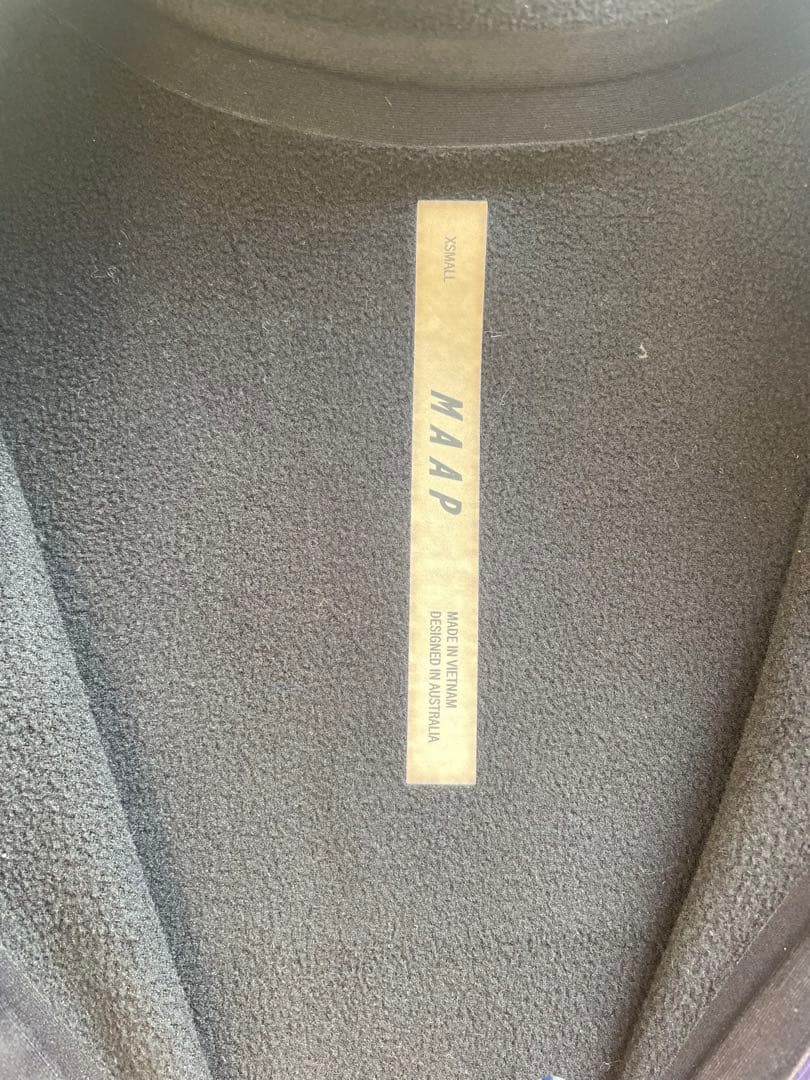 XSMALL
MAAP
MADE IN VIETNAM
DESIGNED IN AUSTRALIA